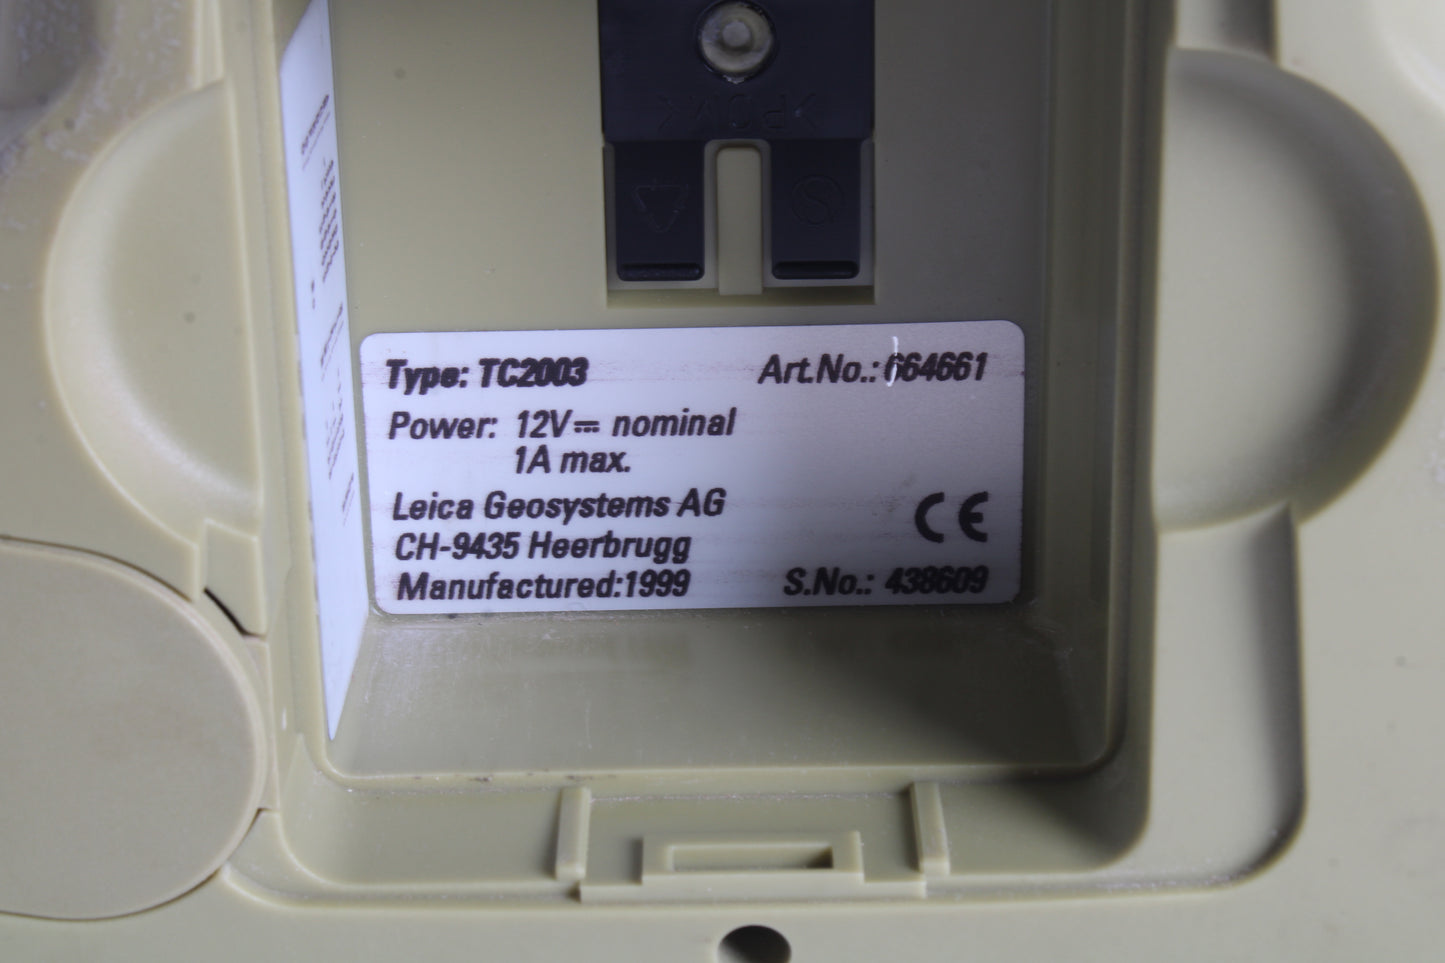 >POM<
Type: TC2003 Art.No.: 664661
Power: 12V⎓ nominal
1A max.
Leica Geosystems AG
CH-9435 Heerbrugg CE
Manufactured:1999 S.No.: 438609